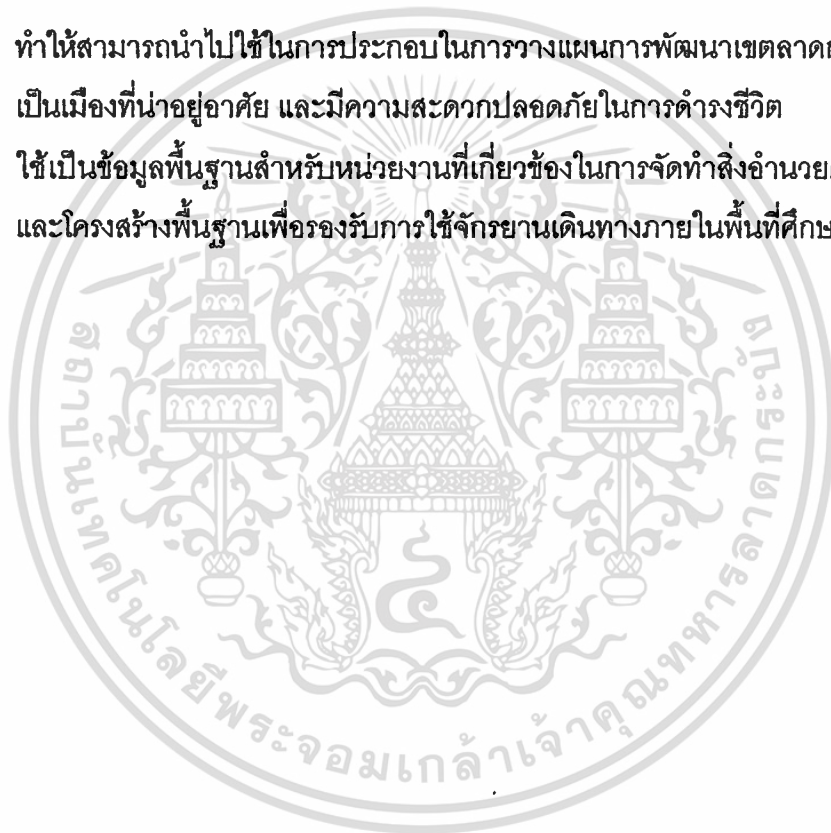 ทำให้สามารถนำไปใช้ในการประกอบในการวางแผนการพัฒนาเขตลาด
เป็นเมืองที่น่าอยู่อาศัย และมีความสะดวกปลอดภัยในการดำรงชีวิต
ใช้เป็นข้อมูลพื้นฐานสำหรับหน่วยงานที่เกี่ยวข้องในการจัดทำสิ่งอำนวย
และโครงสร้างพื้นฐานเพื่อรองรับการใช้จักรยานเดินทางภายในพื้นที่ศึกษ
สถาบันเทคโนโลยีพระจอมเกล้าเจ้าคุณทหารลาดกระบัง